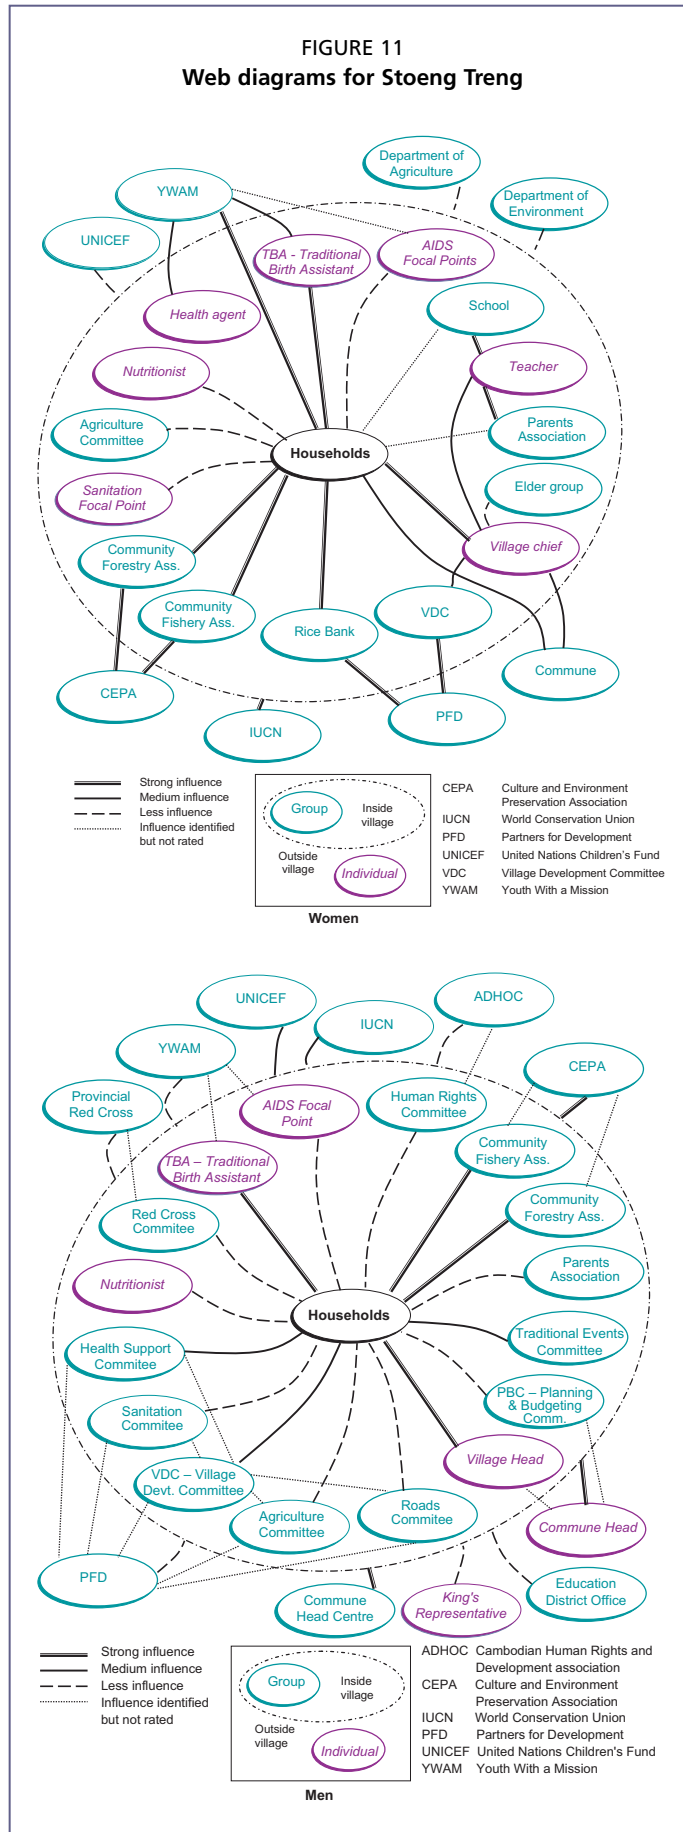 FIGURE 11
Web diagrams for Stoeng Treng
Department of
Agriculture
YWAM
Department of
Environment
UNICEF
TBA - Traditional
Birth Assistant
AIDS
Focal Points
Health agent
School
Nutritionist
Teacher
Agriculture
Committee
Parents
Association
Households
Sanitation
Focal Point
Elder group
Community
Forestry Ass.
Village chief
Community
Fishery Ass.
Rice Bank
VDC
CEPA
Commune
IUCN
PFD
Strong influence
Medium influence
Less influence
Influence identified
but not rated
Group
Inside
village
Outside
village
Individual
Women
CEPA Culture and Environment
Preservation Association
IUCN World Conservation Union
PFD Partners for Development
UNICEF United Nations Children's Fund
VDC Village Development Committee
YWAM Youth With a Mission
UNICEF
ADHOC
IUCN
YWAM
CEPA
Provincial
Red Cross
AIDS Focal
Point
Human Rights
Committee
TBA – Traditional
Birth Assistant
Community
Fishery Ass.
Red Cross
Commitee
Community
Forestry Ass.
Nutritionist
Parents
Association
Households
Health Support
Commitee
Traditional Events
Committee
Sanitation
Commitee
PBC – Planning
& Budgeting
Comm.
VDC – Village
Devt. Committee
Village Head
Agriculture
Committee
Roads
Commitee
Commune Head
PFD
Commune
Head Centre
King's
Representative
Education
District Office
Strong influence
Medium influence
Less influence
Influence identified
but not rated
Group
Inside
village
Outside
village
Individual
Men
ADHOC Cambodian Human Rights and
Development association
CEPA Culture and Environment
Preservation Association
IUCN World Conservation Union
PFD Partners for Development
UNICEF United Nations Children's Fund
YWAM Youth With a Mission